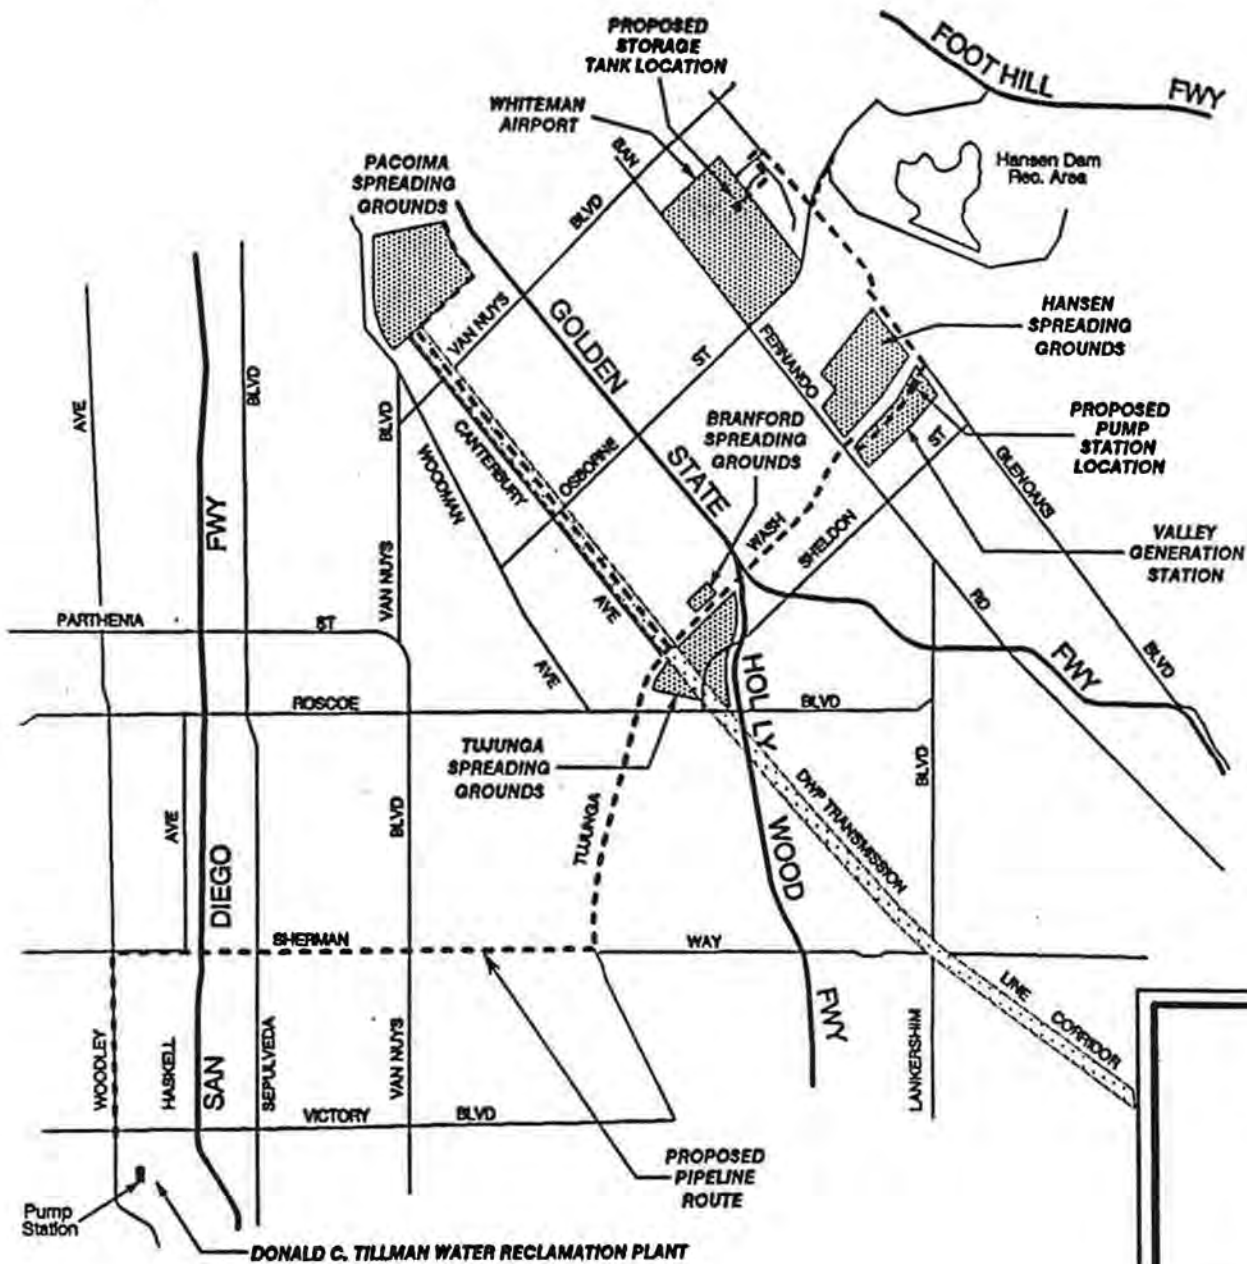 PROPOSED
STORAGE
TANK LOCATION
FOOTHILL
FWY
WHITEMAN
AIRPORT
SAN
PACOIMA
SPREADING
GROUNDS
BLVD
Hansen Dam
Rec. Area
VAN NUYS
GOLDEN
HANSEN
SPREADING
GROUNDS
ST
FERNANDO
AVE
BLVD
FWY
BLVD
WOODMAN
CANTERBURY
OSBORNE
STATE
BRANFORD
SPREADING
GROUNDS
ST
PROPOSED
PUMP
STATION
LOCATION
GLENOAKS
WASH
SHELDON
VALLEY
GENERATION
STATION
VAN NUYS
AVE
RD
PARTHENIA
ST
AVE
HOLLY
FWY
BLVD
ROSCOE
BLVD
TUJUNGA
SPREADING
GROUNDS
AVE
BLVD
TUJUNGA
WOOD
DWP TRANSMISSION
BLVD
DIEGO
SHERMAN
WAY
FWY
LINE
CORRIDOR
WOODLEY
HASKELL
SAN
SEPULVEDA
VAN NUYS
LANKERSHIM
VICTORY
BLVD
PROPOSED
PIPELINE
ROUTE
Pump
Station
DONALD C. TILLMAN WATER RECLAMATION PLANT